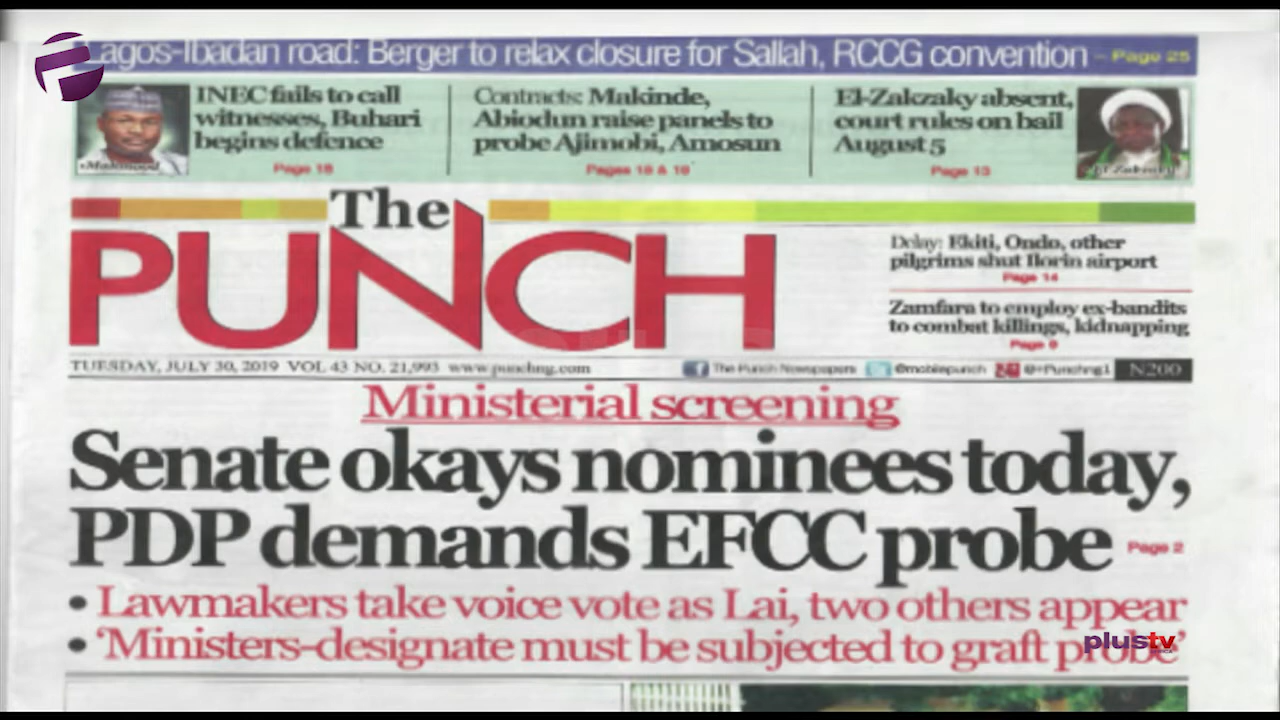 Lagos-Ibadan road: Berger to relax closure for Sallah, RCCG convention – Page 25
INEC fails to call
witnesses, Buhari
begins defence
Page 15
•Mahmood
Contracts: Makinde,
Abiodun raise panels to
probe Ajimobi, Amosun
El-Zakzaky absent,
court rules on bail
August 5
Page 13
The
PUNCH
Delay: Ekiti, Ondo, other
pilgrims shut Ilorin airport
Page 14
Zamfara to employ ex-bandits
to combat killings, kidnapping
TUESDAY, JULY 30, 2019 VOL 43 NO. 21,993 www.punchng.com The Punch Newspapers @mobilepunch @+Punchng1 N200
Ministerial screening
Senate okays nominees today,
PDP demands EFCC probe Page 2
• Lawmakers take voice vote as Lai, two others appear
• ‘Ministers-designate must be subjected to graft probe’
plustv